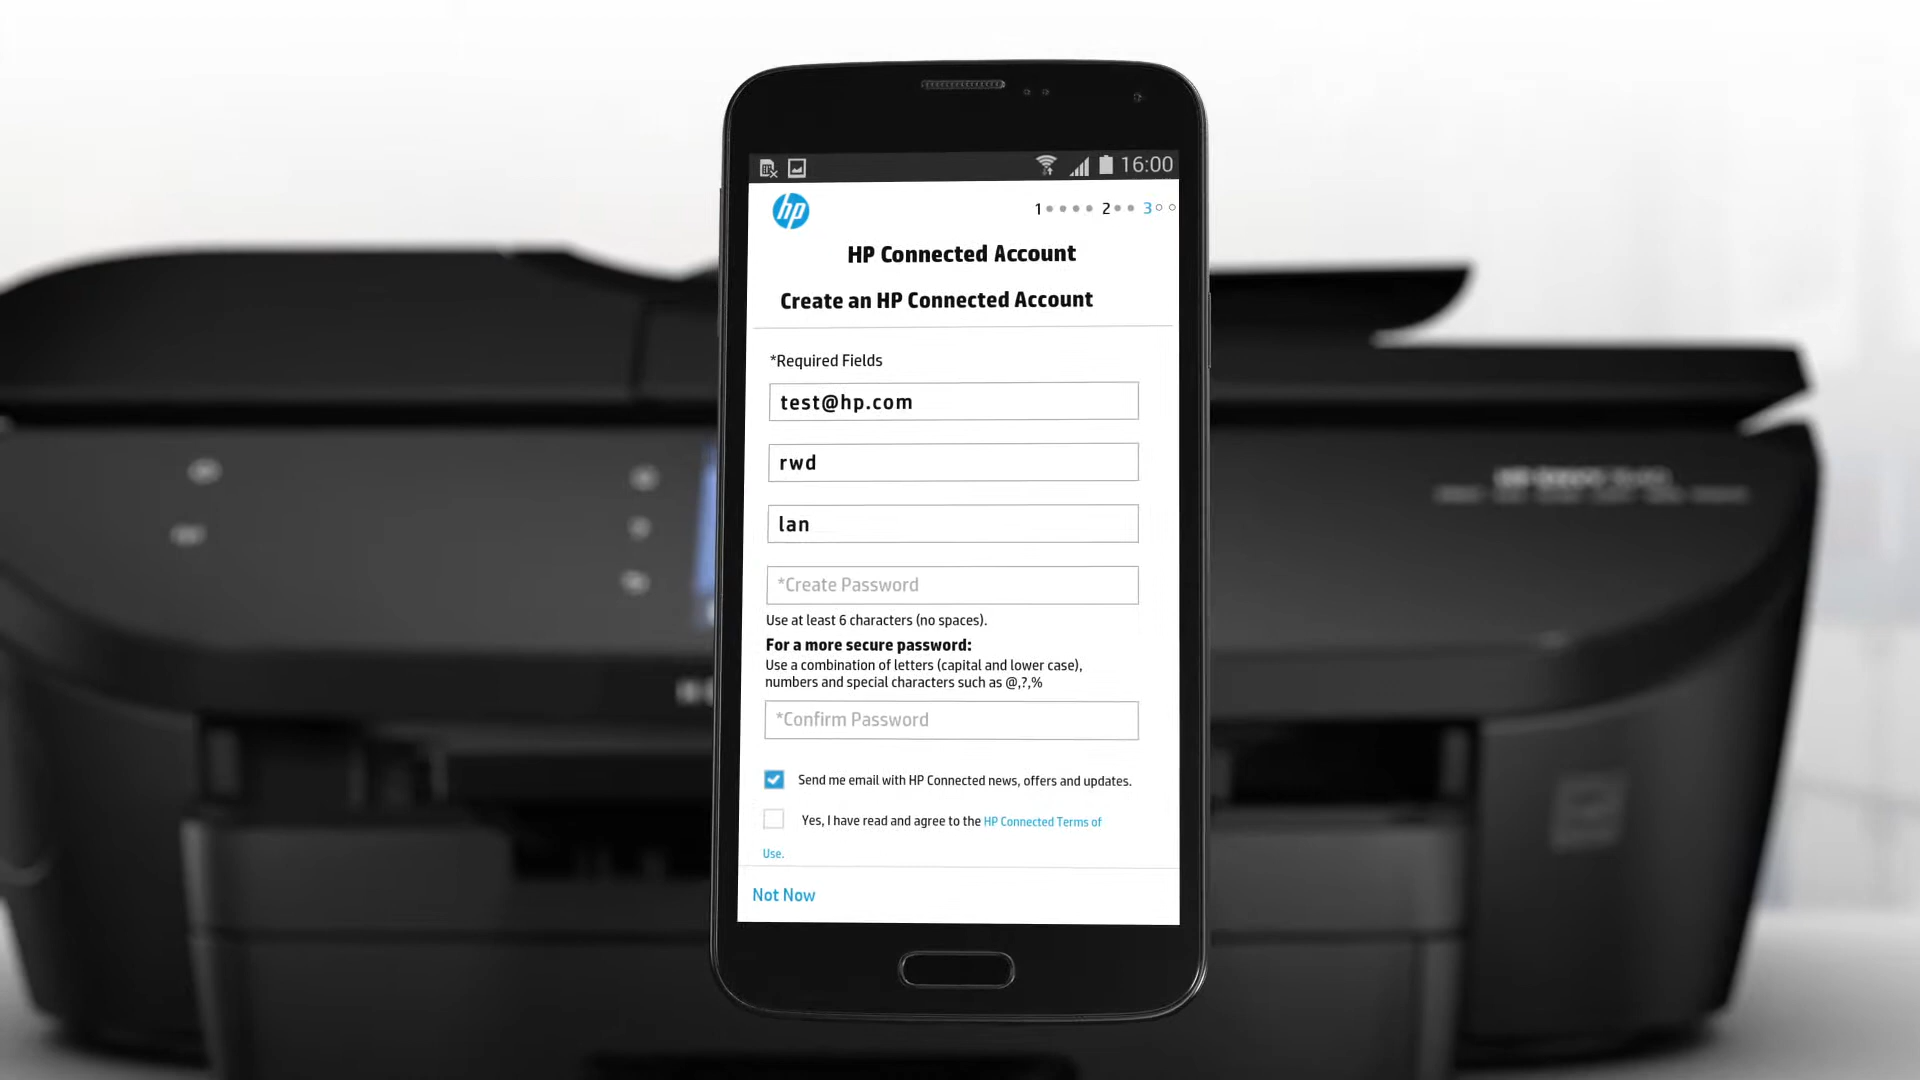 16:00
hp
1 2 3
HP Connected Account
Create an HP Connected Account
*Required Fields
test@hp.com
rwd
lan
*Create Password
Use at least 6 characters (no spaces).
For a more secure password:
Use a combination of letters (capital and lower case),
numbers and special characters such as @,?,%
*Confirm Password
Send me email with HP Connected news, offers and updates.
Yes, I have read and agree to the HP Connected Terms of
Use.
Not Now